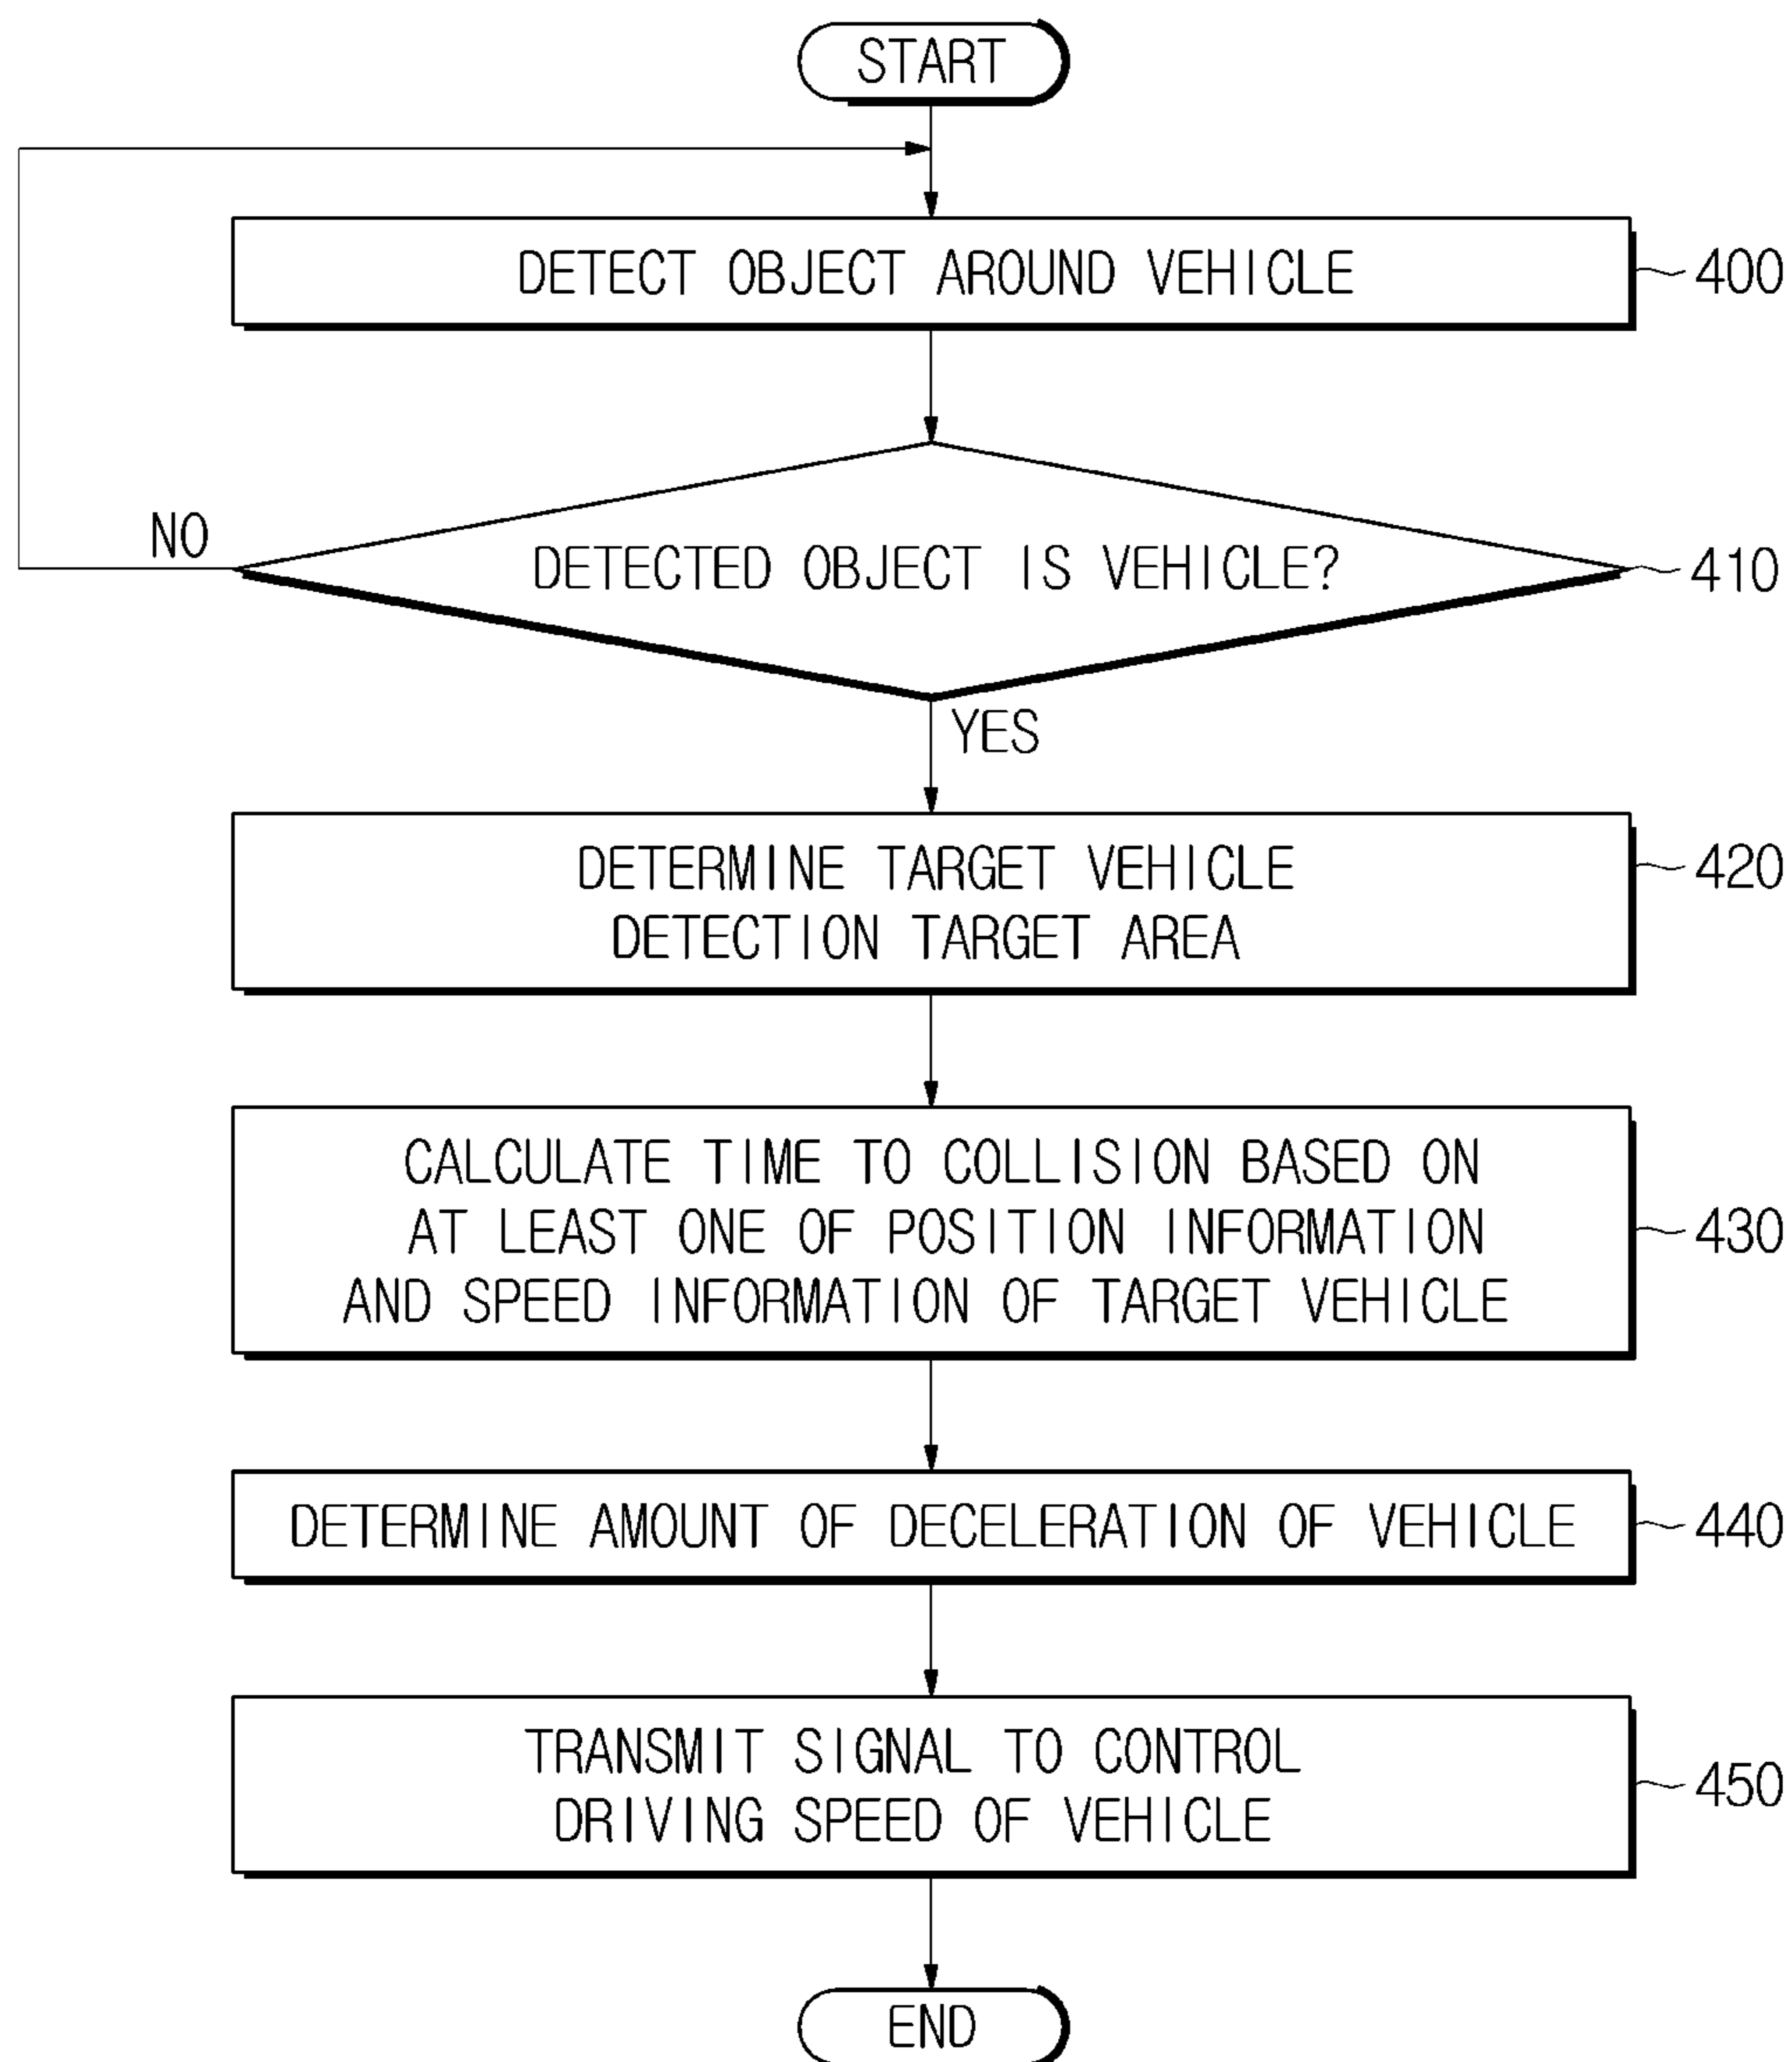 START
DETECT OBJECT AROUND VEHICLE
400
NO
DETECTED OBJECT IS VEHICLE?
410
YES
DETERMINE TARGET VEHICLE
DETECTION TARGET AREA
420
CALCULATE TIME TO COLLISION BASED ON
AT LEAST ONE OF POSITION INFORMATION
AND SPEED INFORMATION OF TARGET VEHICLE
430
DETERMINE AMOUNT OF DECELERATION OF VEHICLE
440
TRANSMIT SIGNAL TO CONTROL
DRIVING SPEED OF VEHICLE
450
END